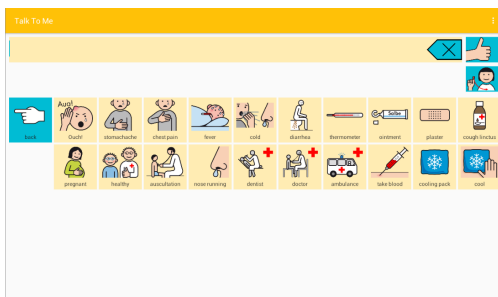 Talk To Me
Aua!
Salbe
back
Ouch!
stomachache
chest pain
fever
cold
diarrhea
thermometer
ointment
plaster
cough linctus
pregnant
healthy
auscultation
nose running
dentist
doctor
ambulance
take blood
cooling pack
cool